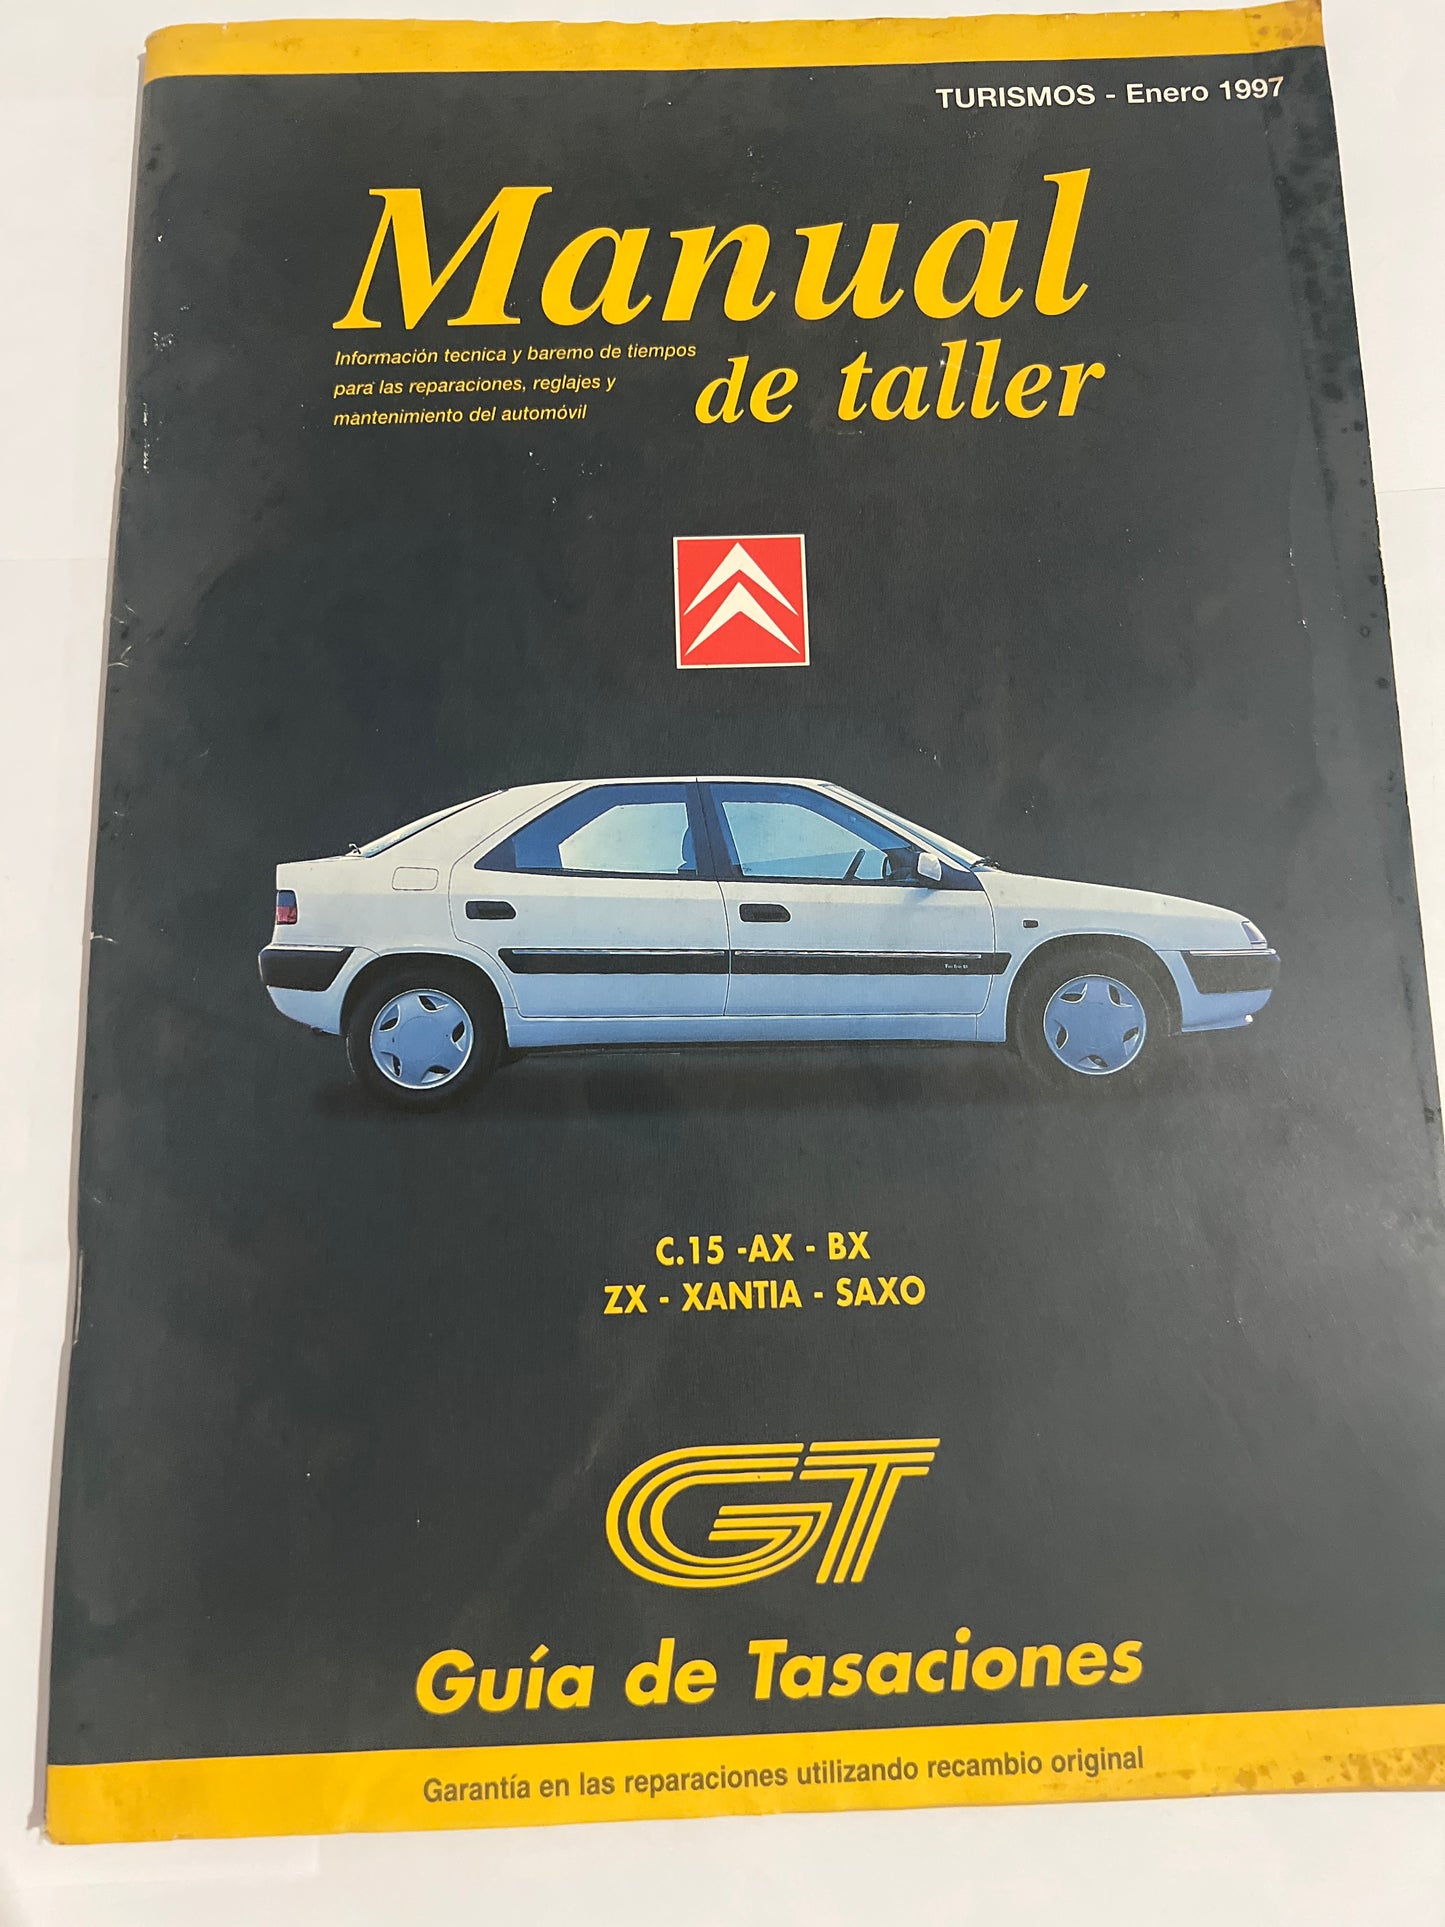 TURISMOS - Enero 1997
Manual
de taller
Información tecnica y baremo de tiempos
para las reparaciones, reglajes y
mantenimiento del automóvil
Turbo D
C.15 -AX - BX
ZX - XANTIA - SAXO
GT
Guía de Tasaciones
Garantía en las reparaciones utilizando recambio original